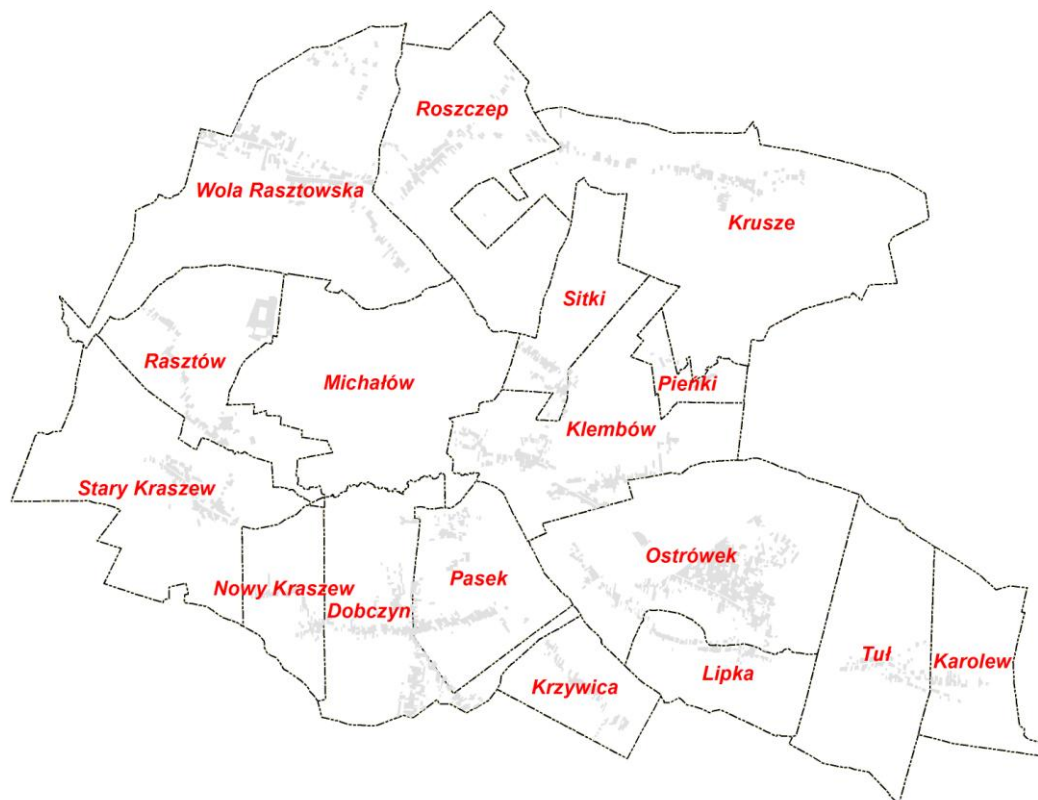 Roszczep
Wola Rasztowska
Krusze
Sitki
Rasztów
Michałów
Pieńki
Klembów
Stary Kraszew
Ostrówek
Nowy Kraszew
Pasek
Dobczyn
Tuł
Karolew
Lipka
Krzywica